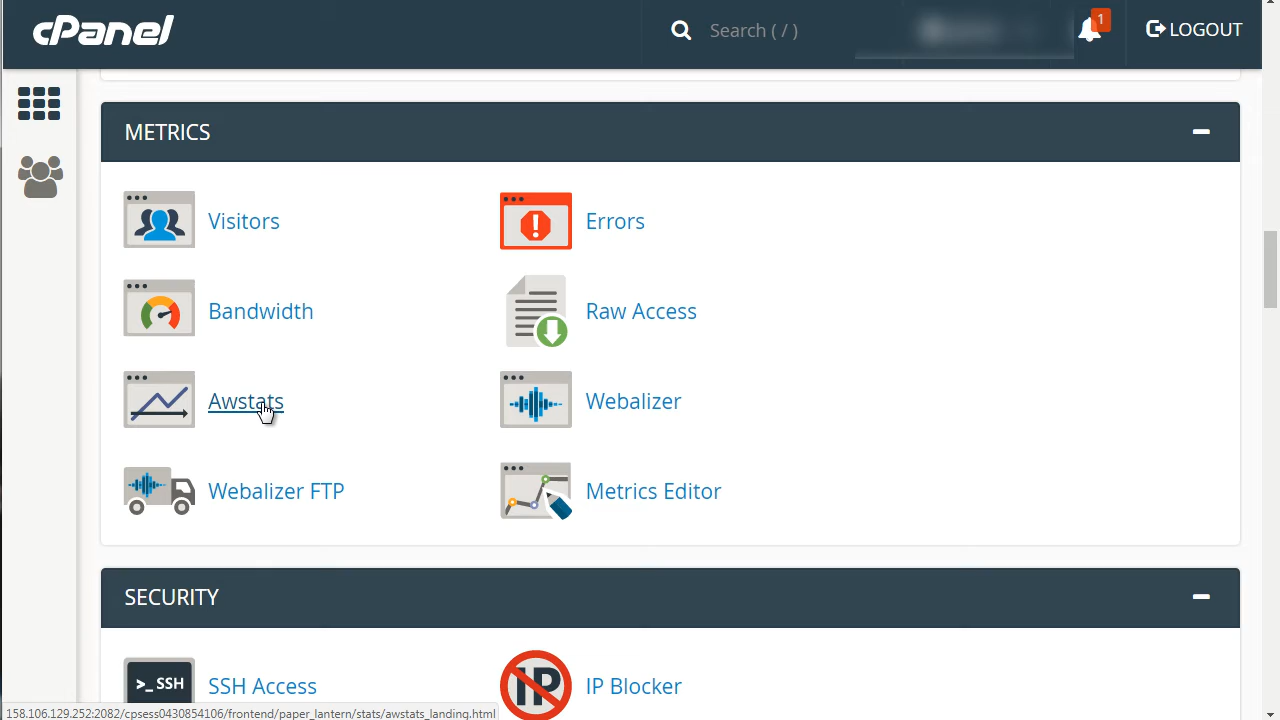 cPanel
Search ( / )
1
LOGOUT
METRICS
Visitors
Errors
Bandwidth
Raw Access
Awstats
Webalizer
Webalizer FTP
Metrics Editor
SECURITY
>_ SSH
SSH Access
IP
IP Blocker
158.106.129.252:2082/cpsess0430854106/frontend/paper_lantern/stats/awstats_landing.html